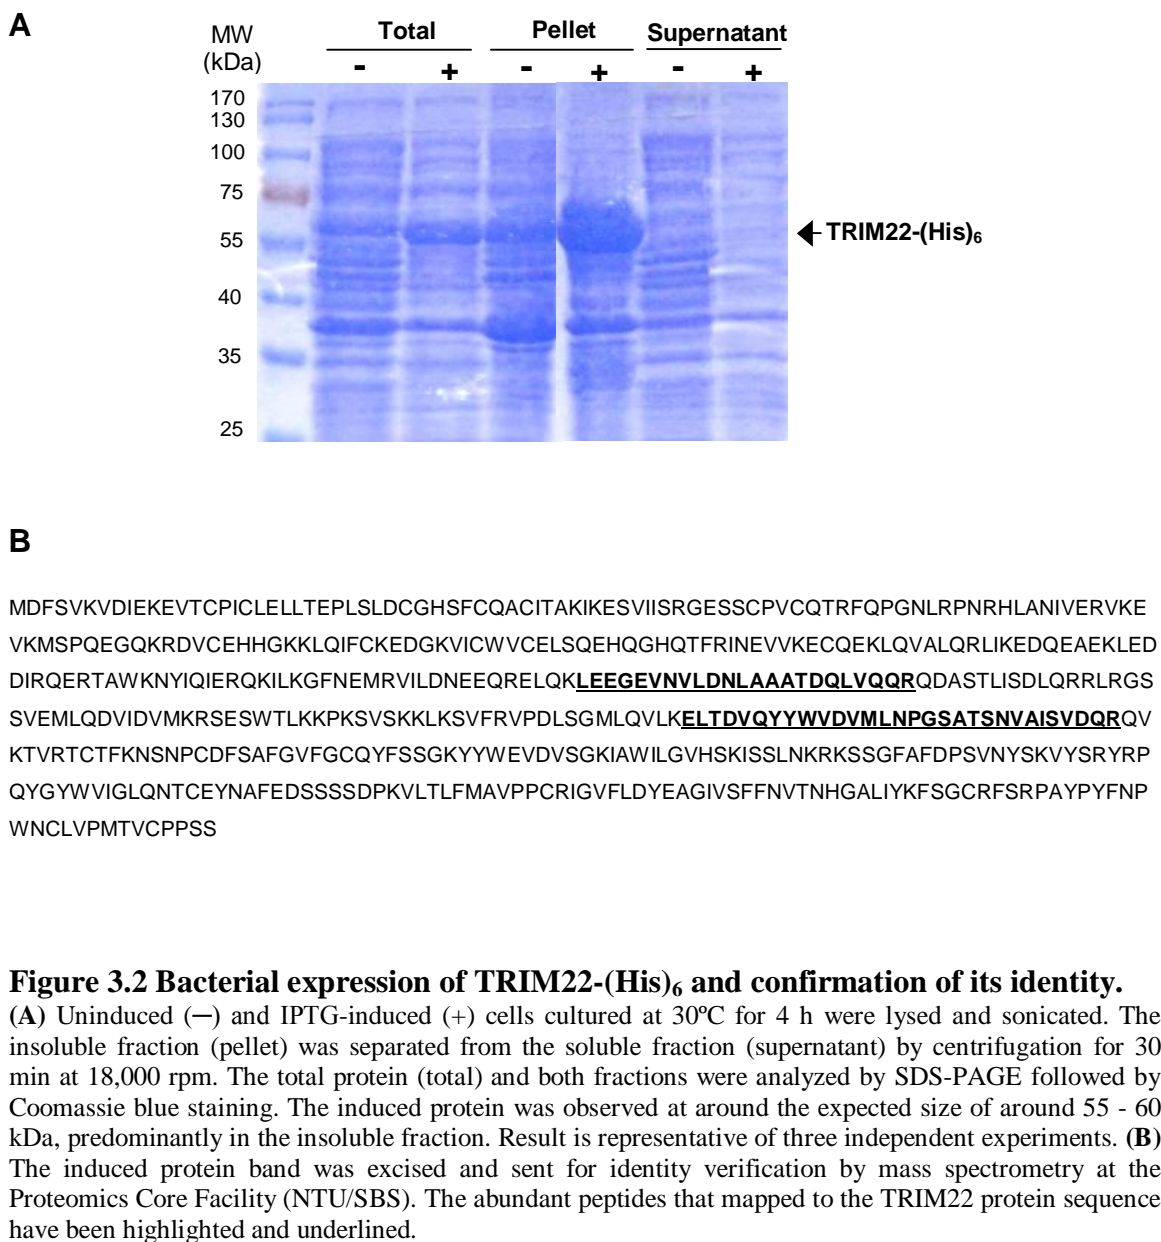 A
MW
(kDa)
Total
Pellet
Supernatant
- + - + - +
170
130
100
75
55
40
35
25
TRIM22-(His)6
B
MDFSVKVDIEKEVTCPICLELLTEPLSLDCGHSFCQACITAKIKESVIISRGESSCPVCQTRFQPGNLRPNRHLANIVERVKE
VKMSPQEGQKRDVCEHHGKKLQIFCKEDGKVICWVCELSQEHQGHQTFRINEVVKECQEKLQVALQRLIKEDQEAEKLED
DIRQERTAWKNYIQIERQKILKGFNEMRVILDNEEQRELQKLEEGEVNVLDNLAAATDQLVQQRQDASTLISDLQRRLRGS
SVEMLQDVIDVMKRSESWTLKKPKSVSKKLKSVFRVPDLSGMLQVLKELTDVQYYWVDVMLNPGSATSNVAISVDQRQV
KTVRTCTFKNSNPCDFSAFGVFGCQYFSSGKYYWEVDVSGKIAWILGVHSKISSLNKRKSSGFAFDPSVNYSKVYSRYRP
QYGYWVIGLQNTCEYNAFEDSSSSDPKVLTLFMAVPPCRIGVFLDYEAGIVSFFNVTNHGALIYKFSGCRFSRPAYPYFNP
WNCLVPMTVCPPSS
Figure 3.2 Bacterial expression of TRIM22-(His)6 and confirmation of its identity.
(A) Uninduced (─) and IPTG-induced (+) cells cultured at 30ºC for 4 h were lysed and sonicated. The
insoluble fraction (pellet) was separated from the soluble fraction (supernatant) by centrifugation for 30
min at 18,000 rpm. The total protein (total) and both fractions were analyzed by SDS-PAGE followed by
Coomassie blue staining. The induced protein was observed at around the expected size of around 55 - 60
kDa, predominantly in the insoluble fraction. Result is representative of three independent experiments. (B)
The induced protein band was excised and sent for identity verification by mass spectrometry at the
Proteomics Core Facility (NTU/SBS). The abundant peptides that mapped to the TRIM22 protein sequence
have been highlighted and underlined.